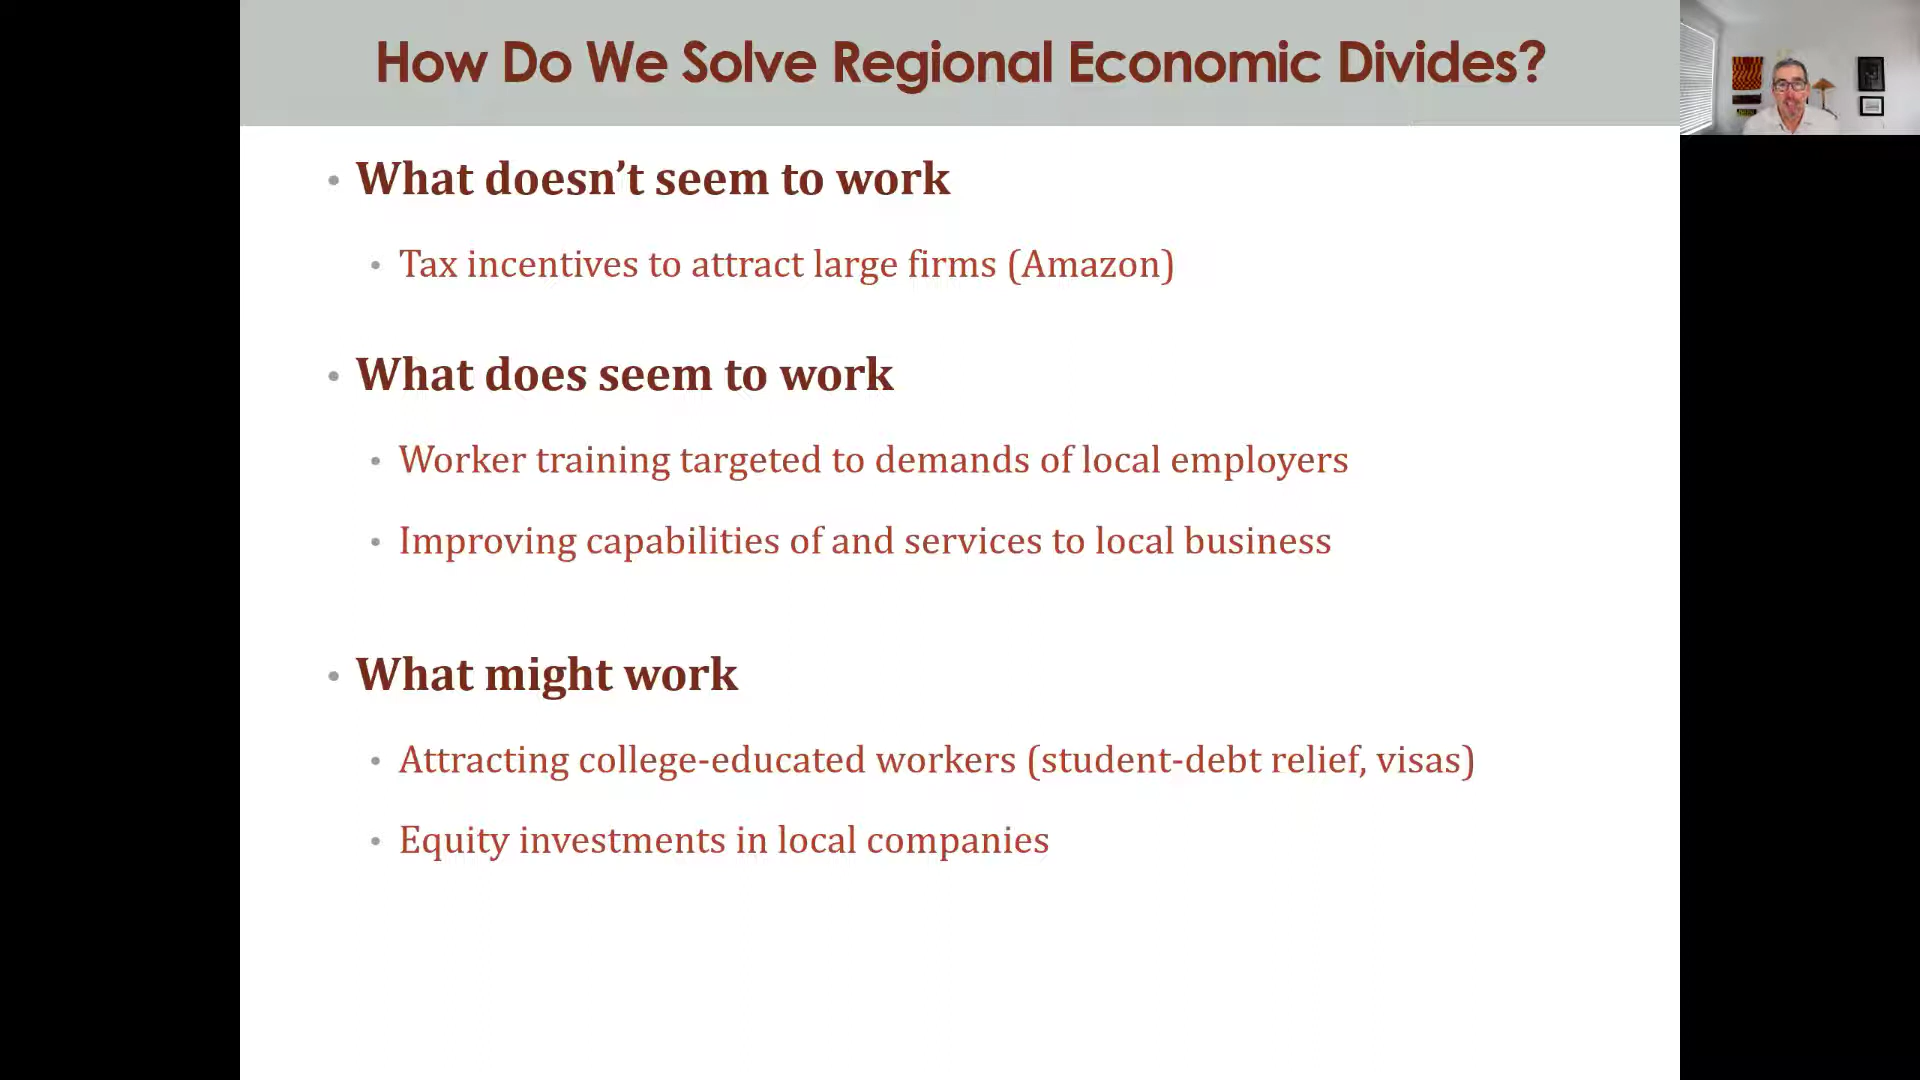 How Do We Solve Regional Economic Divides?
• What doesn’t seem to work
• Tax incentives to attract large firms (Amazon)
• What does seem to work
• Worker training targeted to demands of local employers
• Improving capabilities of and services to local business
• What might work
• Attracting college-educated workers (student-debt relief, visas)
• Equity investments in local companies